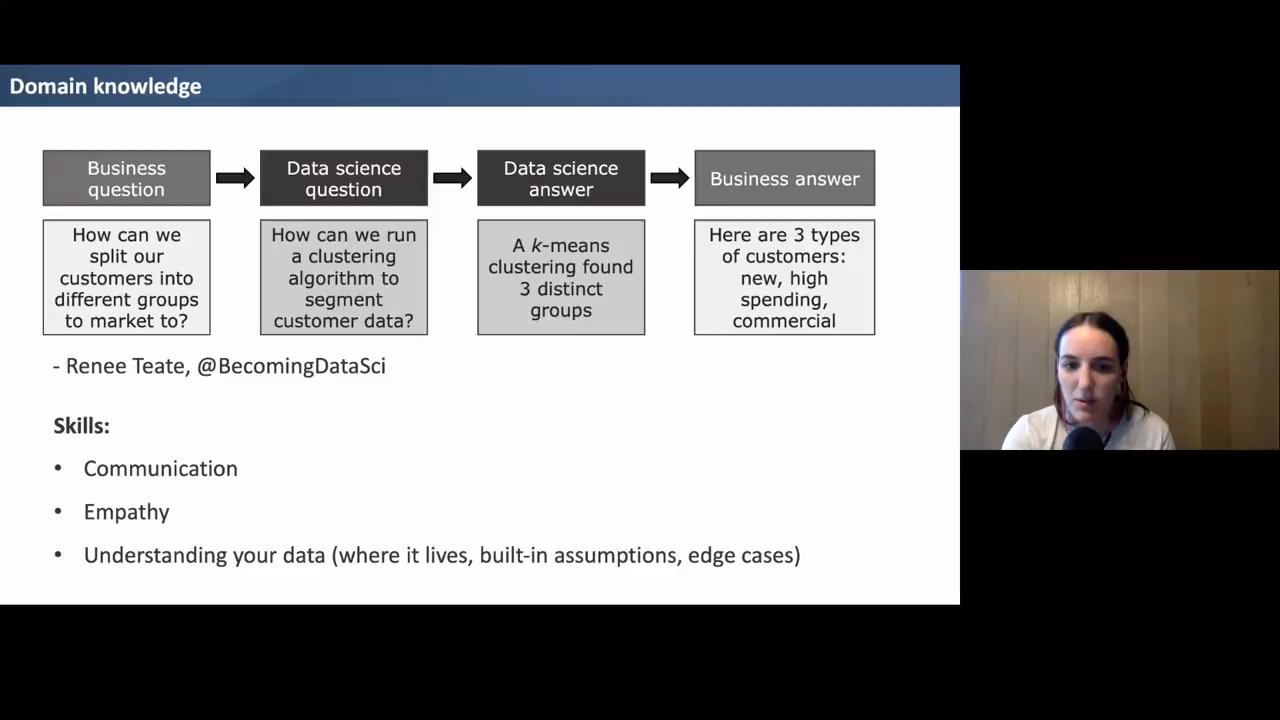 Domain knowledge
Business
question
Data science
question
Data science
answer
Business answer
How can we
split our
customers into
different groups
to market to?
How can we run
a clustering
algorithm to
segment
customer data?
A k-means
clustering found
3 distinct
groups
Here are 3 types
of customers:
new, high
spending,
commercial
- Renee Teate, @BecomingDataSci
Skills:
• Communication
• Empathy
• Understanding your data (where it lives, built-in assumptions, edge cases)